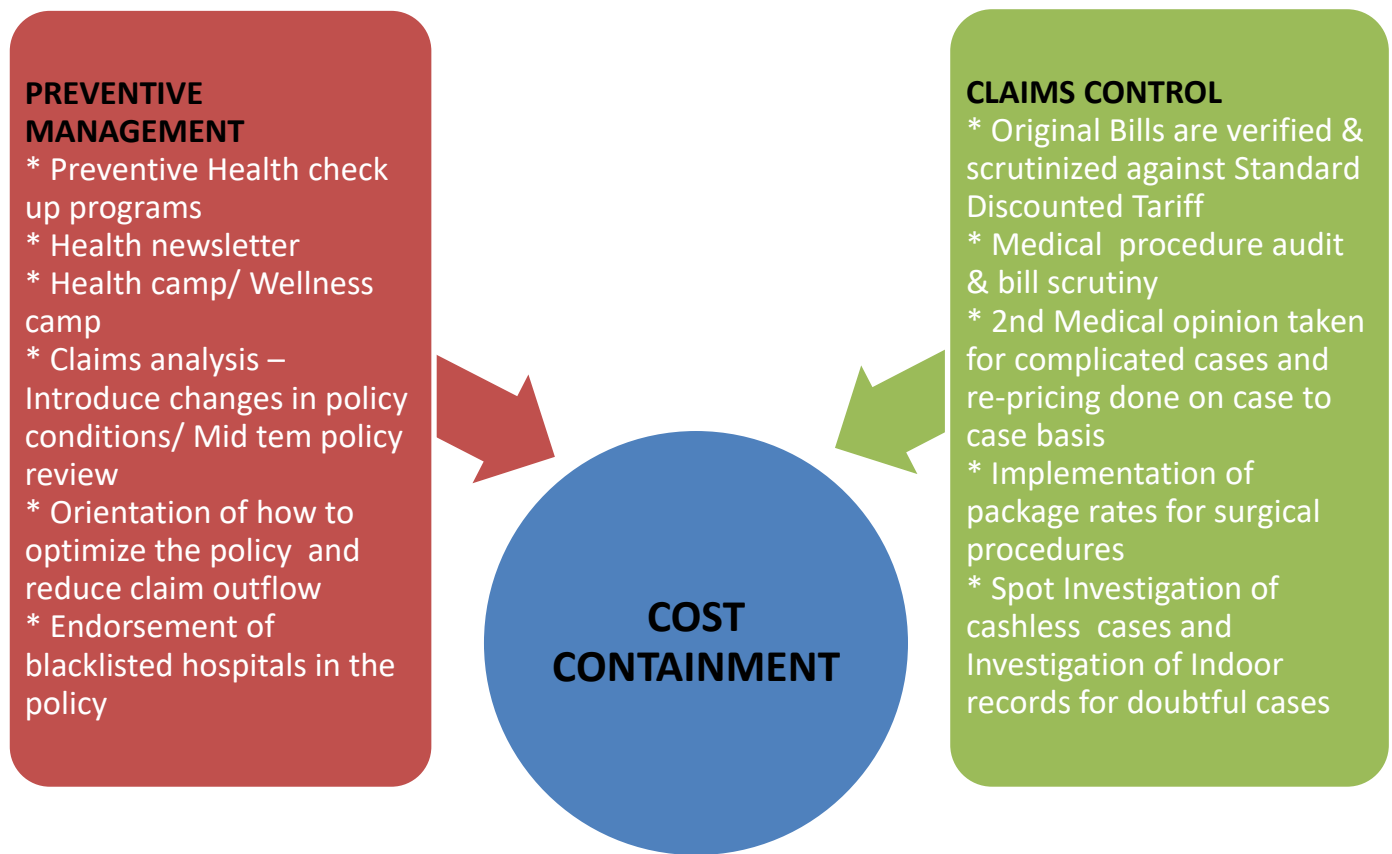 PREVENTIVE
MANAGEMENT
* Preventive Health check
up programs
* Health newsletter
* Health camp/ Wellness
camp
* Claims analysis –
Introduce changes in policy
conditions/ Mid tem policy
review
* Orientation of how to
optimize the policy and
reduce claim outflow
* Endorsement of
blacklisted hospitals in the
policy
COST
CONTAINMENT
CLAIMS CONTROL
* Original Bills are verified &
scrutinized against Standard
Discounted Tariff
* Medical procedure audit
& bill scrutiny
* 2nd Medical opinion taken
for complicated cases and
re-pricing done on case to
case basis
* Implementation of
package rates for surgical
procedures
* Spot Investigation of
cashless cases and
Investigation of Indoor
records for doubtful cases